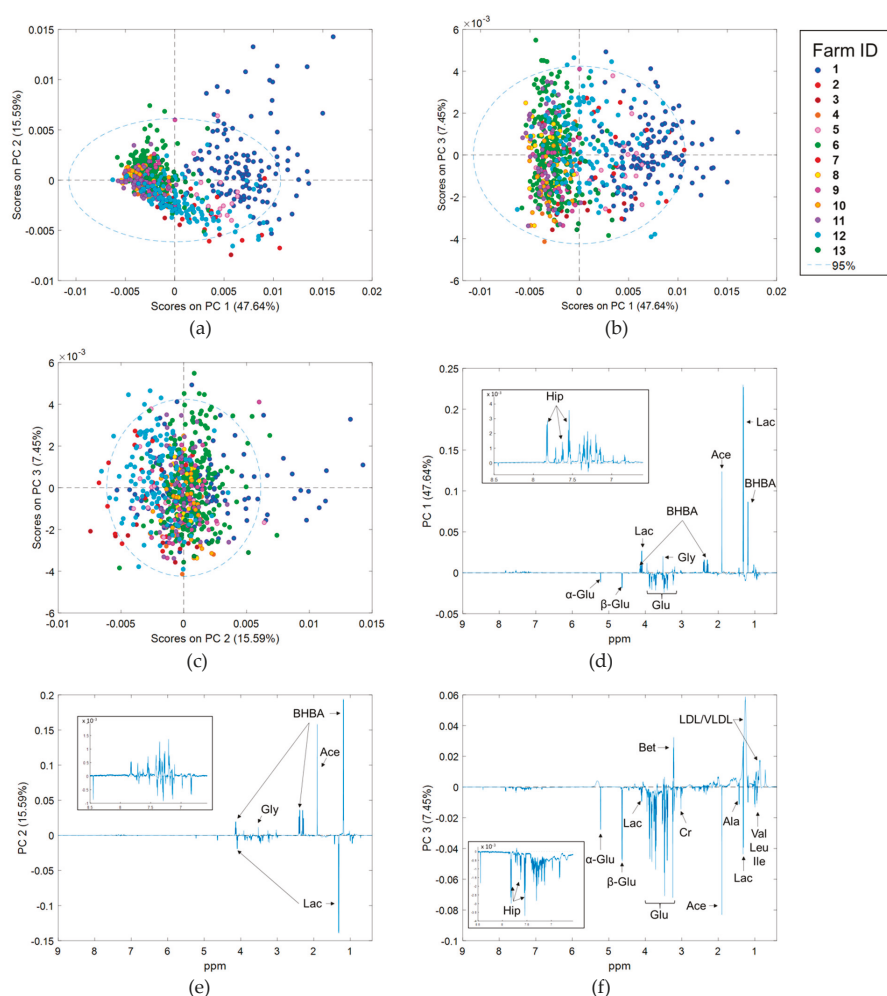 0.015
0.01
0.005
0
-0.005
-0.01
Scores on PC 2 (15.59%)
-0.01
-0.005
0
0.005
0.01
0.015
0.02
Scores on PC 1 (47.64%)
(a)
6
×10⁻³
4
2
0
-2
-4
-6
Scores on PC 3 (7.45%)
-0.01
-0.005
0
0.005
0.01
0.015
0.02
Scores on PC 1 (47.64%)
(b)
Farm ID
1
2
3
4
5
6
7
8
9
10
11
12
13
95%
6
×10⁻³
4
2
0
-2
-4
-6
Scores on PC 3 (7.45%)
-0.01
-0.005
0
0.005
0.01
0.015
Scores on PC 2 (15.59%)
(c)
0.25
0.20
0.15
0.10
0.05
0
-0.05
PC 1 (47.64%)
Hip
Lac
Ace
BHBA
BHBA
Lac
Gly
α-Glu
β-Glu
Glu
9 8 7 6 5 4 3 2 1
ppm
(d)
0.2
0.15
0.1
0.05
0
-0.05
-0.1
-0.15
PC 2 (15.59%)
BHBA
Ace
Gly
Lac
9 8 7 6 5 4 3 2 1
ppm
(e)
0.06
0.04
0.02
0
-0.02
-0.04
-0.06
-0.08
-0.1
PC 3 (7.45%)
LDL/VLDL
Bet
Lac
Cr
Ala
Val
Leu
Ile
α-Glu
β-Glu
Lac
Hip
Glu
Ace
9 8 7 6 5 4 3 2 1
ppm
(f)